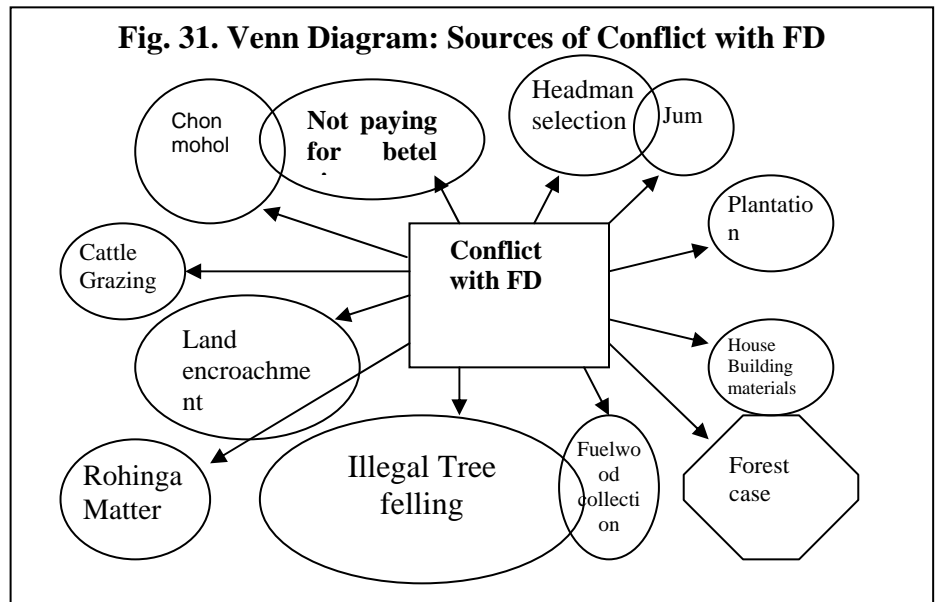 Fig. 31. Venn Diagram: Sources of Conflict with FD
Chon
mohol
Not paying
for betel
Headman
selection
Jum
Plantatio
n
Cattle
Grazing
Conflict
with FD
Land
encroachme
nt
House
Building
materials
Rohinga
Matter
Illegal Tree
felling
Fuelwo
od
collecti
on
Forest
case